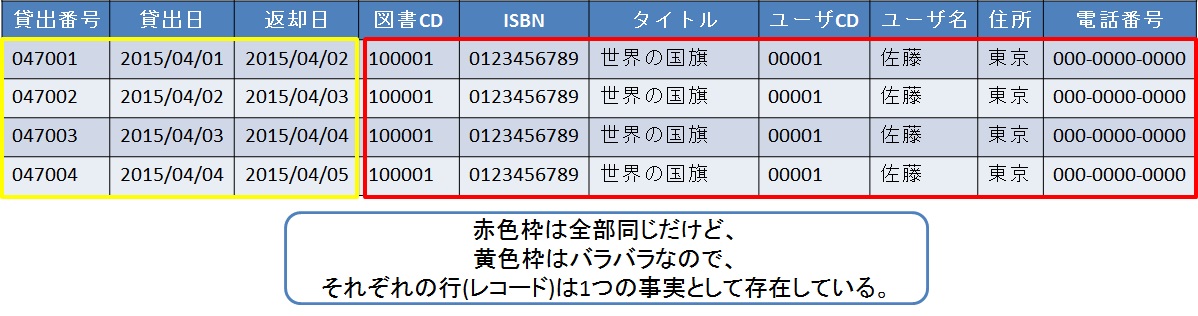 貸出番号 貸出日 返却日 図書CD ISBN タイトル ユーザCD ユーザ名 住所 電話番号
047001 2015/04/01 2015/04/02 100001 0123456789 世界の国旗 00001 佐藤 東京 000-0000-0000
047002 2015/04/02 2015/04/03 100001 0123456789 世界の国旗 00001 佐藤 東京 000-0000-0000
047003 2015/04/03 2015/04/04 100001 0123456789 世界の国旗 00001 佐藤 東京 000-0000-0000
047004 2015/04/04 2015/04/05 100001 0123456789 世界の国旗 00001 佐藤 東京 000-0000-0000
赤色枠は全部同じだけど、
黄色枠はバラバラなので、
それぞれの行(レコード)は1つの事実として存在している。